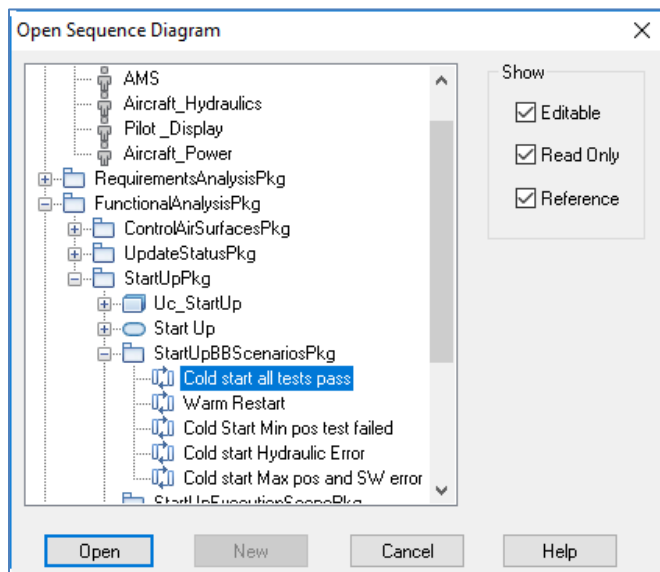 Open Sequence Diagram
AMS
Aircraft_Hydraulics
Pilot _Display
Aircraft_Power
RequirementsAnalysisPkg
FunctionalAnalysisPkg
ControlAirSurfacesPkg
UpdateStatusPkg
StartUpPkg
Uc_StartUp
Start Up
StartUpBBScenariosPkg
Cold start all tests pass
Warm Restart
Cold Start Min pos test failed
Cold start Hydraulic Error
Cold start Max pos and SW error
StartUpExecutionScopePkg
Show
Editable
Read Only
Reference
Open
New
Cancel
Help